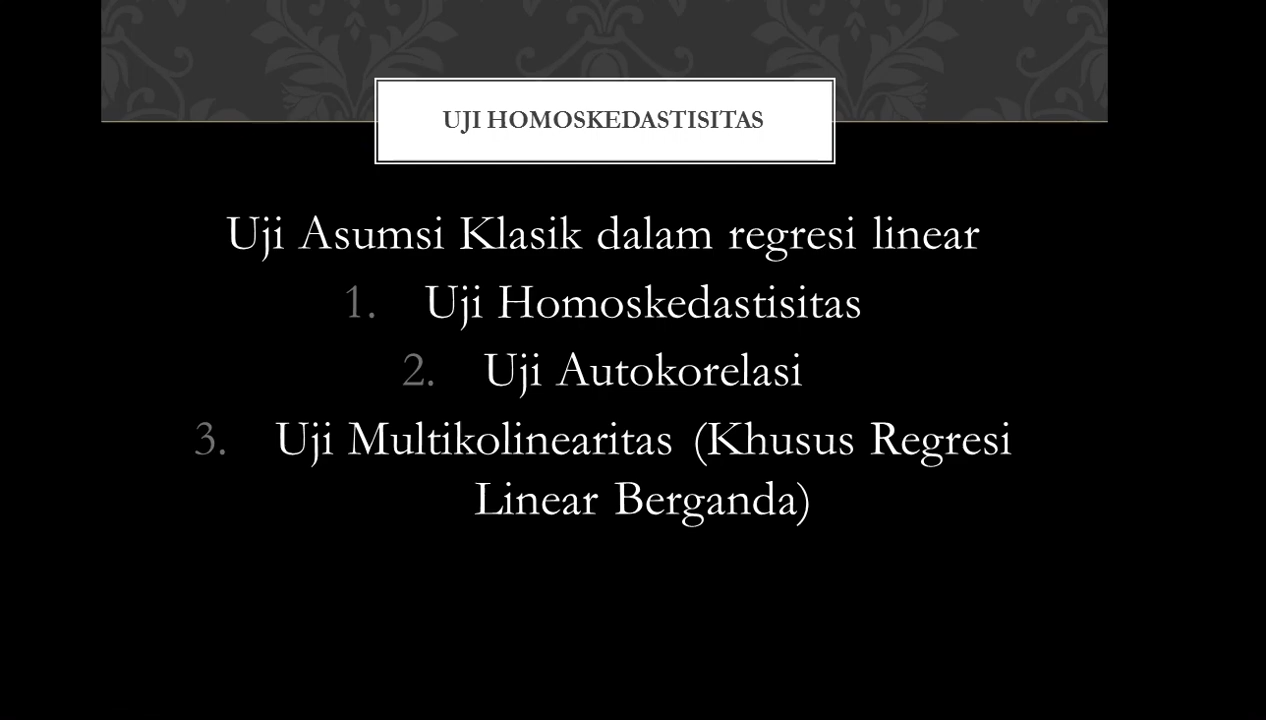 UJI HOMOSKEDASTISITAS
Uji Asumsi Klasik dalam regresi linear
1. Uji Homoskedastisitas
2. Uji Autokorelasi
3. Uji Multikolinearitas (Khusus Regresi
Linear Berganda)